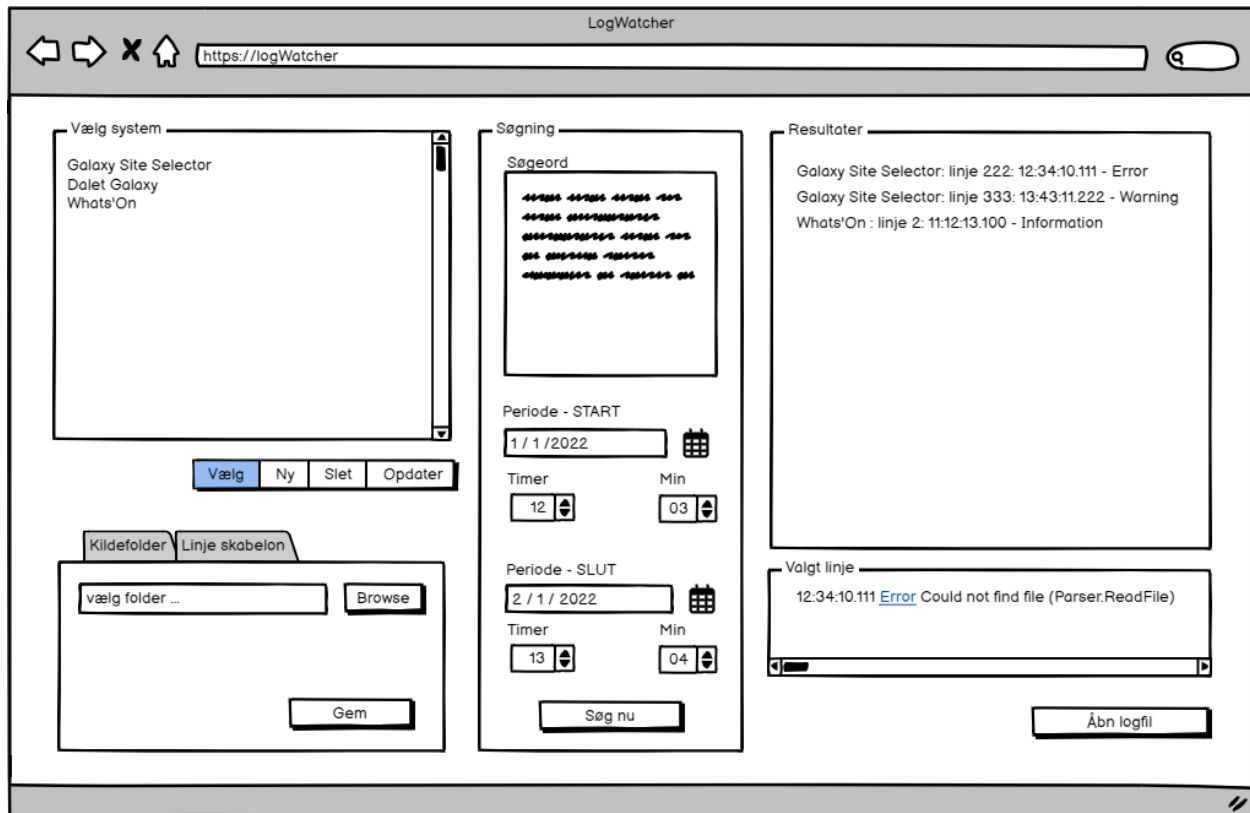 LogWatcher
https://logWatcher
Vælg system
Galaxy Site Selector
Dalet Galaxy
Whats'On
Vælg Ny Slet Opdater
Kildefolder Linje skabelon
vælg folder ... Browse
Gem
Søgning
Søgeord
Periode - START
1 / 1 /2022
Timer Min
12 03
Periode - SLUT
2 / 1 / 2022
Timer Min
13 04
Søg nu
Resultater
Galaxy Site Selector: linje 222: 12:34:10.111 - Error
Galaxy Site Selector: linje 333: 13:43:11.222 - Warning
Whats'On : linje 2: 11:12:13.100 - Information
Valgt linje
12:34:10.111 Error Could not find file (Parser.ReadFile)
Åbn logfil